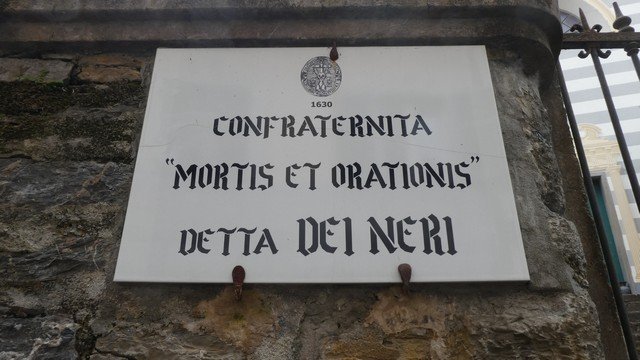 1630
CONFRATERNITA
"MORTIS ET ORATIONIS"
DETTA DEI NERI